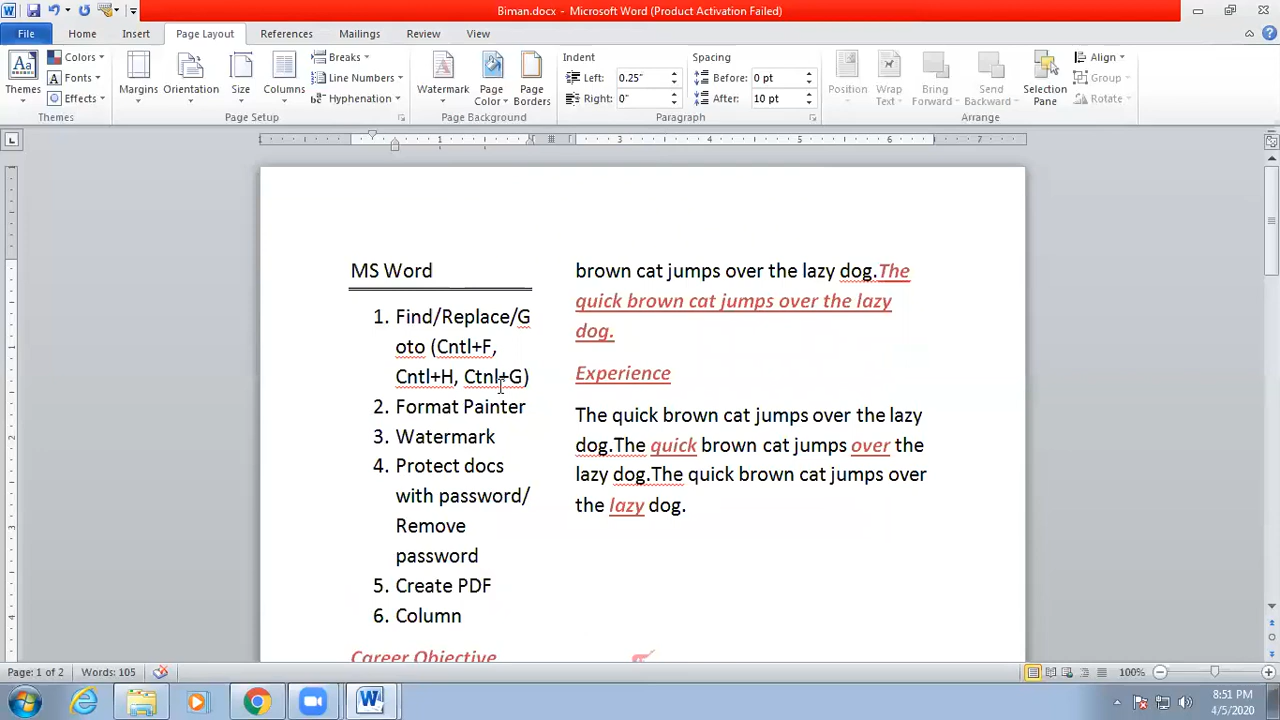 Biman.docx - Microsoft Word (Product Activation Failed)
File Home Insert Page Layout References Mailings Review View
Themes
Colors
Fonts
Effects
Themes
Margins Orientation Size Columns
Breaks
Line Numbers
Hyphenation
Page Setup
Watermark Page Color Page Borders
Page Background
Indent
Left: 0.25"
Right: 0"
Spacing
Before: 0 pt
After: 10 pt
Paragraph
Position Wrap Text Bring Forward Send Backward Selection Pane
Align
Group
Rotate
Arrange
1 3 4 5 6 7
MS Word
1. Find/Replace/G
oto (Cntl+F,
Cntl+H, Ctnl+G)
2. Format Painter
3. Watermark
4. Protect docs
with password/
Remove
password
5. Create PDF
6. Column
Career Objective
brown cat jumps over the lazy dog.The
quick brown cat jumps over the lazy
dog.
Experience
The quick brown cat jumps over the lazy
dog.The quick brown cat jumps over the
lazy dog.The quick brown cat jumps over
the lazy dog.
Page: 1 of 2 Words: 105 100%
8:51 PM
4/5/2020